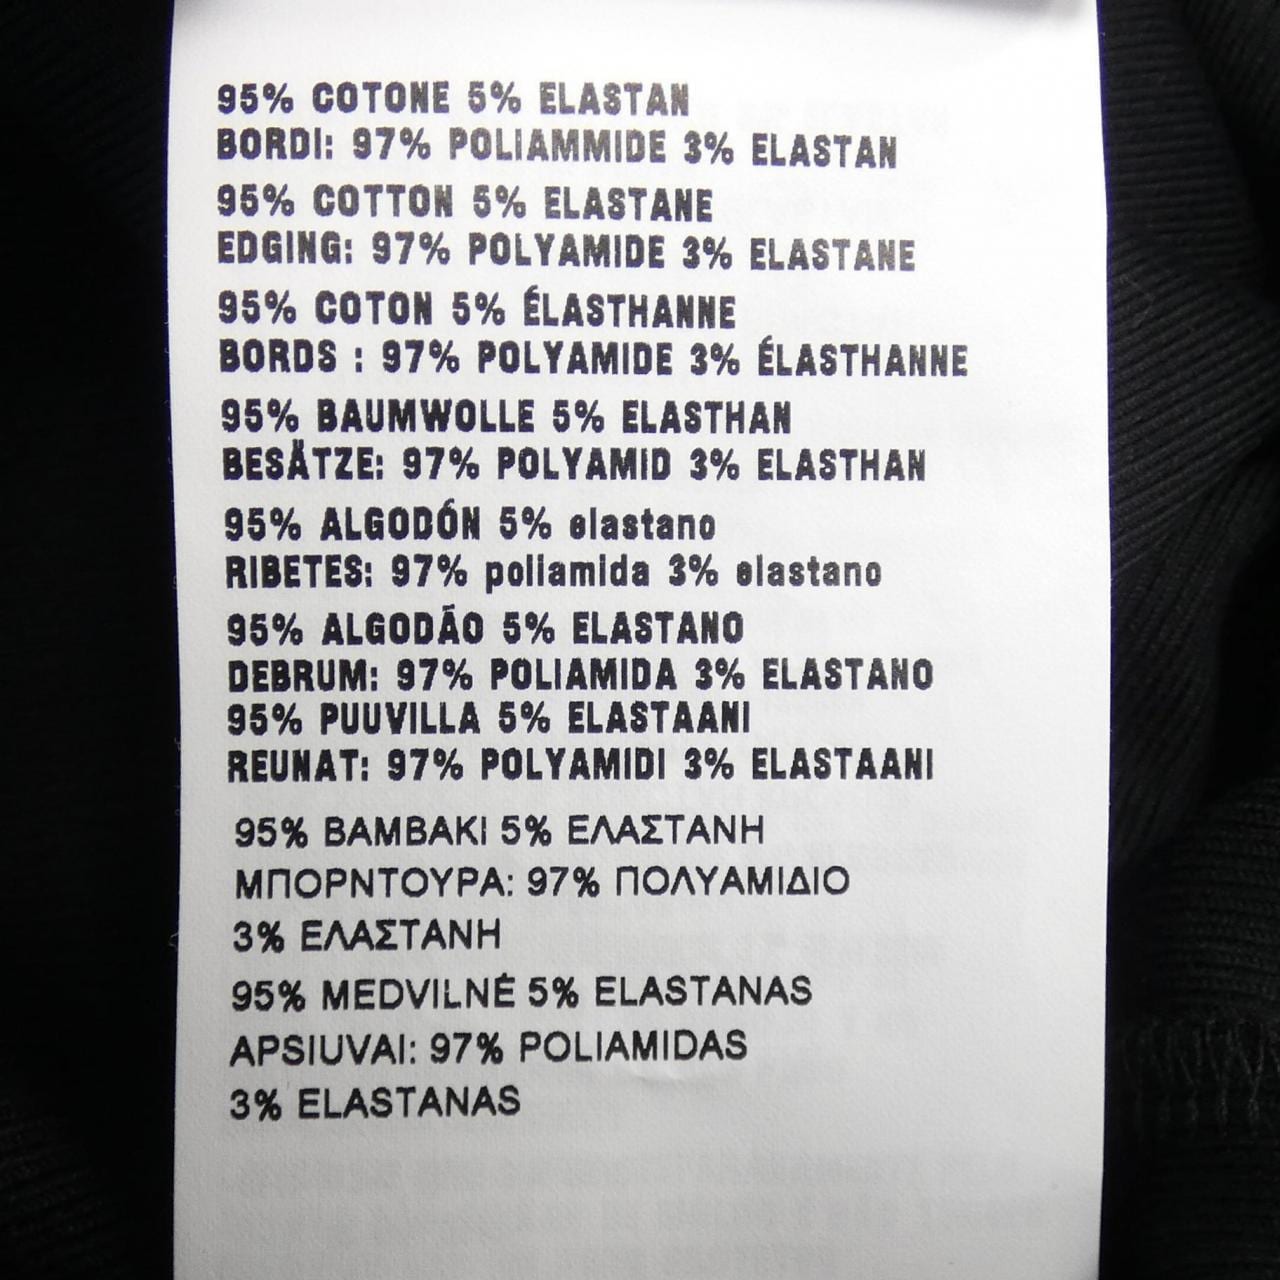 95% COTONE 5% ELASTAN
BORDI: 97% POLIAMMIDE 3% ELASTAN
95% COTTON 5% ELASTANE
EDGING: 97% POLYAMIDE 3% ELASTANE
95% COTON 5% ÉLASTHANNE
BORDS : 97% POLYAMIDE 3% ÉLASTHANNE
95% BAUMWOLLE 5% ELASTHAN
BESÄTZE: 97% POLYAMID 3% ELASTHAN
95% ALGODÓN 5% elastano
RIBETES: 97% poliamida 3% elastano
95% ALGODÃO 5% ELASTANO
DEBRUM: 97% POLIAMIDA 3% ELASTANO
95% PUUVILLA 5% ELASTAANI
REUNAT: 97% POLYAMIDI 3% ELASTAANI
95% ΒΑΜΒΑΚΙ 5% ΕΛΑΣΤΑΝΗ
ΜΠΟΡΝΤΟΥΡΑ: 97% ΠΟΛΥΑΜΙΔΙΟ
3% ΕΛΑΣΤΑΝΗ
95% MEDVILNĖ 5% ELASTANAS
APSIUVAI: 97% POLIAMIDAS
3% ELASTANAS